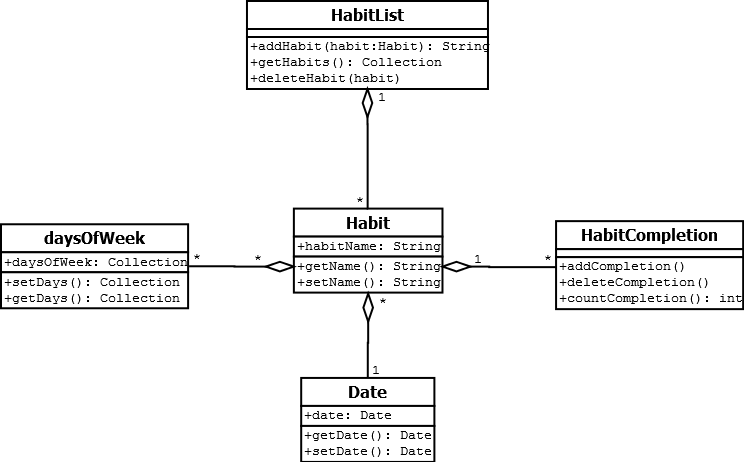 HabitList
+addHabit(habit:Habit): String
+getHabits(): Collection
+deleteHabit(habit)
1
*
Habit
+habitName: String
+getName(): String
+setName(): String
daysOfWeek
+daysOfWeek: Collection
+setDays(): Collection
+getDays(): Collection
*
*
1
*
HabitCompletion
+addCompletion()
+deleteCompletion()
+countCompletion(): int
*
1
Date
+date: Date
+getDate(): Date
+setDate(): Date